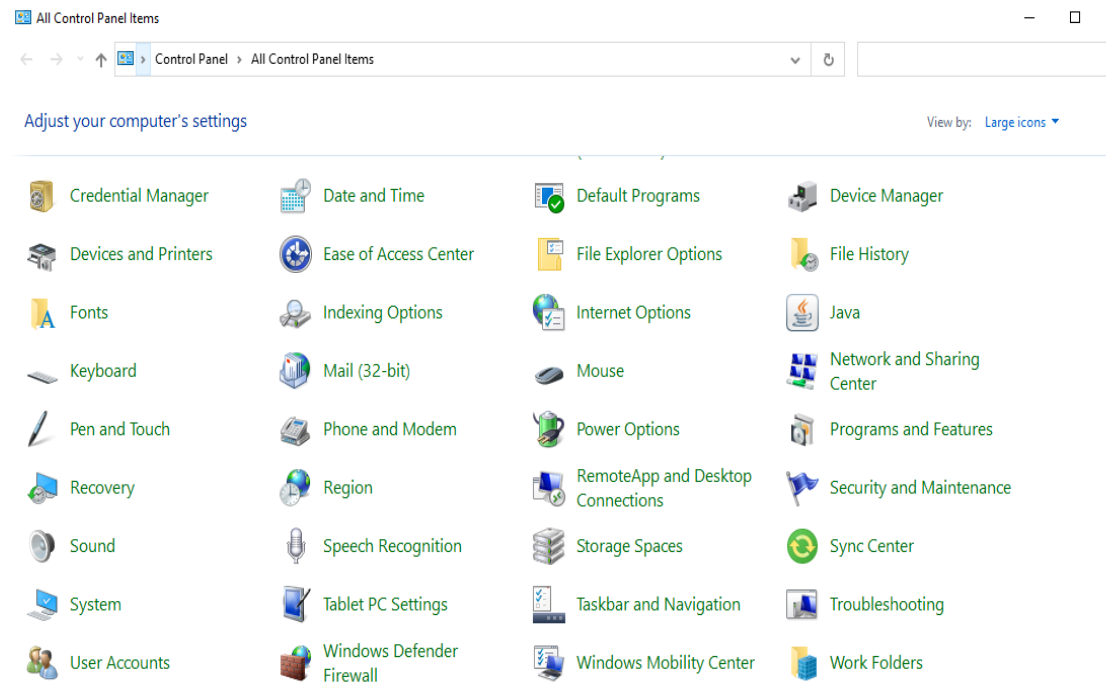 All Control Panel Items
Control Panel > All Control Panel Items
Adjust your computer's settings
View by: Large icons
Credential Manager
Date and Time
Default Programs
Device Manager
Devices and Printers
Ease of Access Center
File Explorer Options
File History
Fonts
Indexing Options
Internet Options
Java
Keyboard
Mail (32-bit)
Mouse
Network and Sharing
Center
Pen and Touch
Phone and Modem
Power Options
Programs and Features
Recovery
Region
RemoteApp and Desktop
Connections
Security and Maintenance
Sound
Speech Recognition
Storage Spaces
Sync Center
System
Tablet PC Settings
Taskbar and Navigation
Troubleshooting
User Accounts
Windows Defender
Firewall
Windows Mobility Center
Work Folders